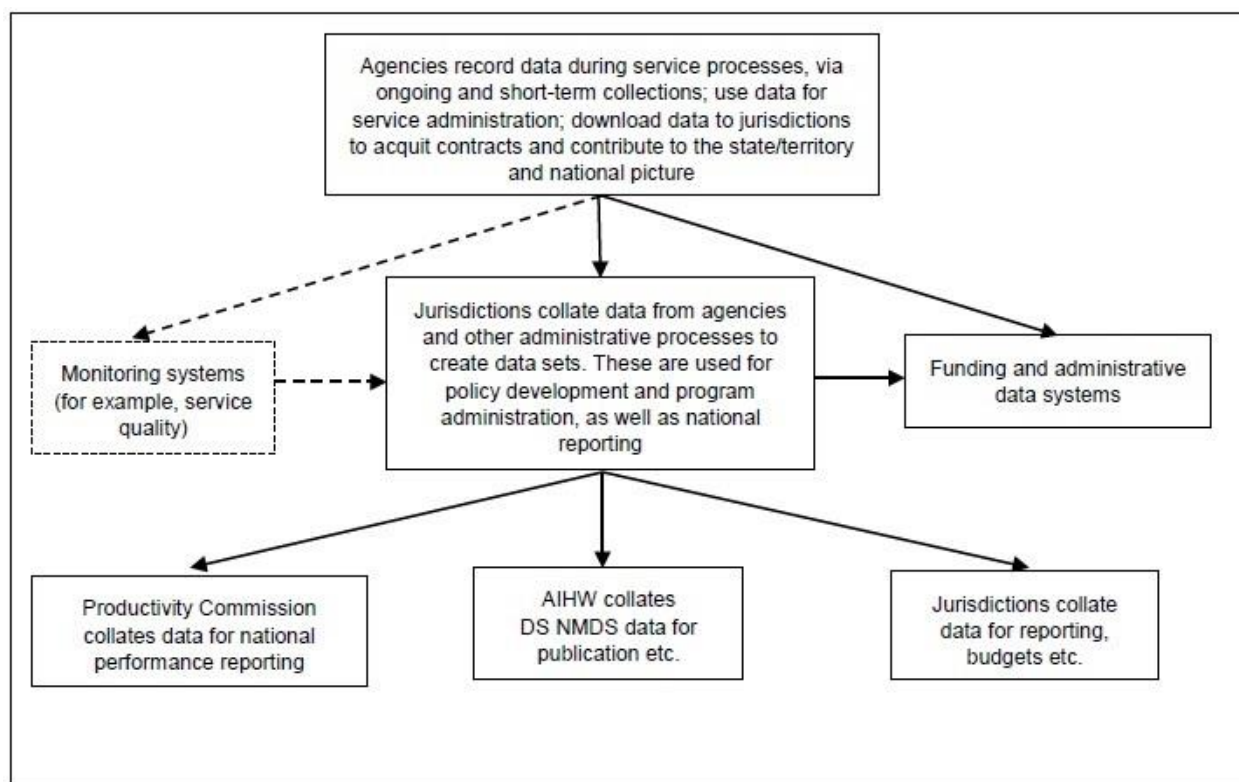 Agencies record data during service processes, via
ongoing and short-term collections; use data for
service administration; download data to jurisdictions
to acquit contracts and contribute to the state/territory
and national picture
Monitoring systems
(for example, service
quality)
Jurisdictions collate data from agencies
and other administrative processes to
create data sets. These are used for
policy development and program
administration, as well as national
reporting
Funding and administrative
data systems
Productivity Commission
collates data for national
performance reporting
AIHW collates
DS NMDS data for
publication etc.
Jurisdictions collate
data for reporting,
budgets etc.